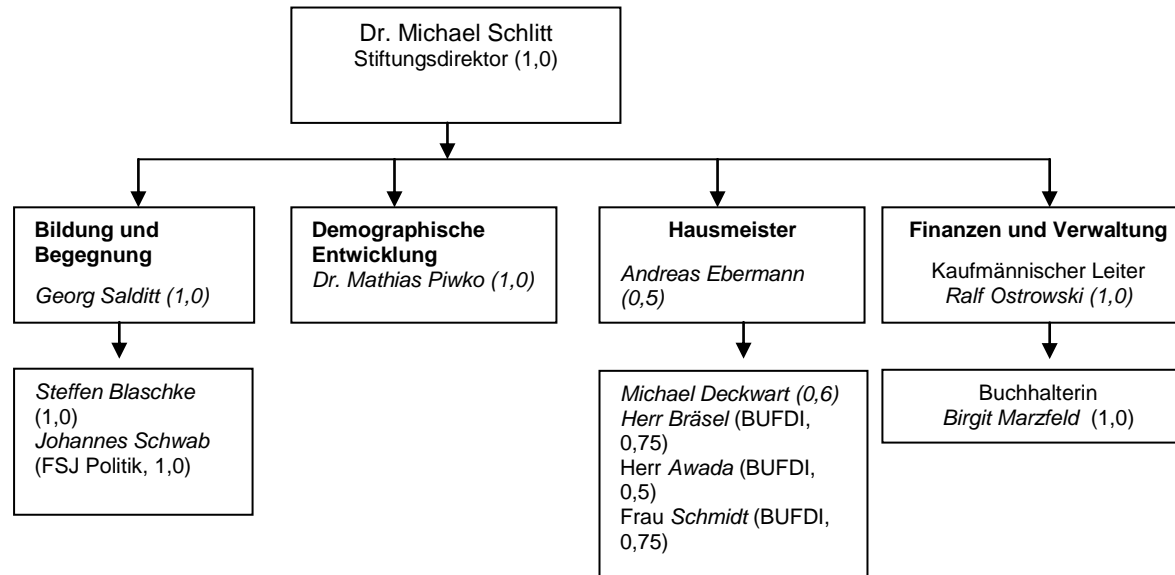 Dr. Michael Schlitt
Stiftungsdirektor (1,0)
Bildung und
Begegnung
Georg Salditt (1,0)
Demographische
Entwicklung
Dr. Mathias Piwko (1,0)
Hausmeister
Andreas Ebermann
(0,5)
Finanzen und Verwaltung
Kaufmännischer Leiter
Ralf Ostrowski (1,0)
Steffen Blaschke
(1,0)
Johannes Schwab
(FSJ Politik, 1,0)
Michael Deckwart (0,6)
Herr Bräsel (BUFDI,
0,75)
Herr Awada (BUFDI,
0,5)
Frau Schmidt (BUFDI,
0,75)
Buchhalterin
Birgit Marzfeld (1,0)